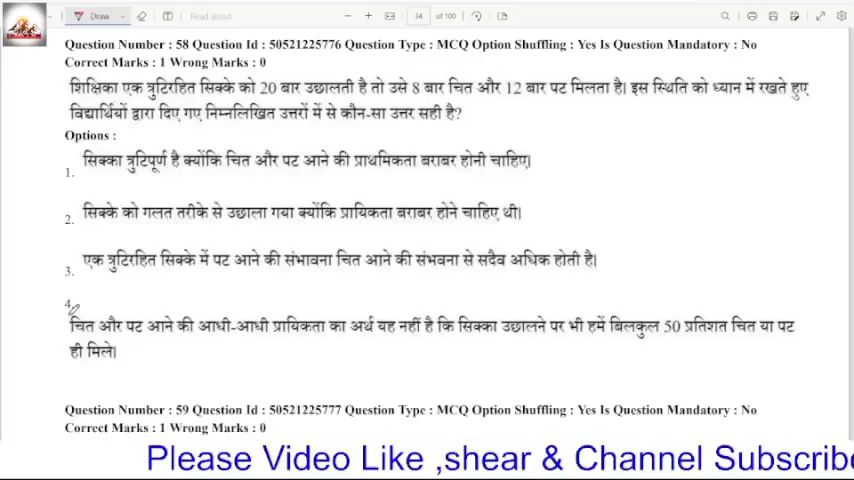 Draw
Read aloud
34
of 100
Question Number : 58 Question Id : 50521225776 Question Type : MCQ Option Shuffling : Yes Is Question Mandatory : No
Correct Marks : 1 Wrong Marks : 0
शिक्षिका एक त्रुटिरहित सिक्के को 20 बार उछालती है तो उसे 8 बार चित और 12 बार पट मिलता है। इस स्थिति को ध्यान में रखते हुए
विद्यार्थियों द्वारा दिए गए निम्नलिखित उत्तरों में से कौन-सा उत्तर सही है?
Options :
1. सिक्का त्रुटिपूर्ण है क्योंकि चित और पट आने की प्राथमिकता बराबर होनी चाहिए।
2. सिक्के को गलत तरीके से उछाला गया क्योंकि प्रायिकता बराबर होने चाहिए थी।
3. एक त्रुटिरहित सिक्के में पट आने की संभावना चित आने की संभवना से सदैव अधिक होती है।
4.
चित और पट आने की आधी-आधी प्रायिकता का अर्थ यह नहीं है कि सिक्का उछालने पर भी हमें बिलकुल 50 प्रतिशत चित या पट
ही मिले।
Question Number : 59 Question Id : 50521225777 Question Type : MCQ Option Shuffling : Yes Is Question Mandatory : No
Correct Marks : 1 Wrong Marks : 0
Please Video Like ,shear & Channel Subscribe